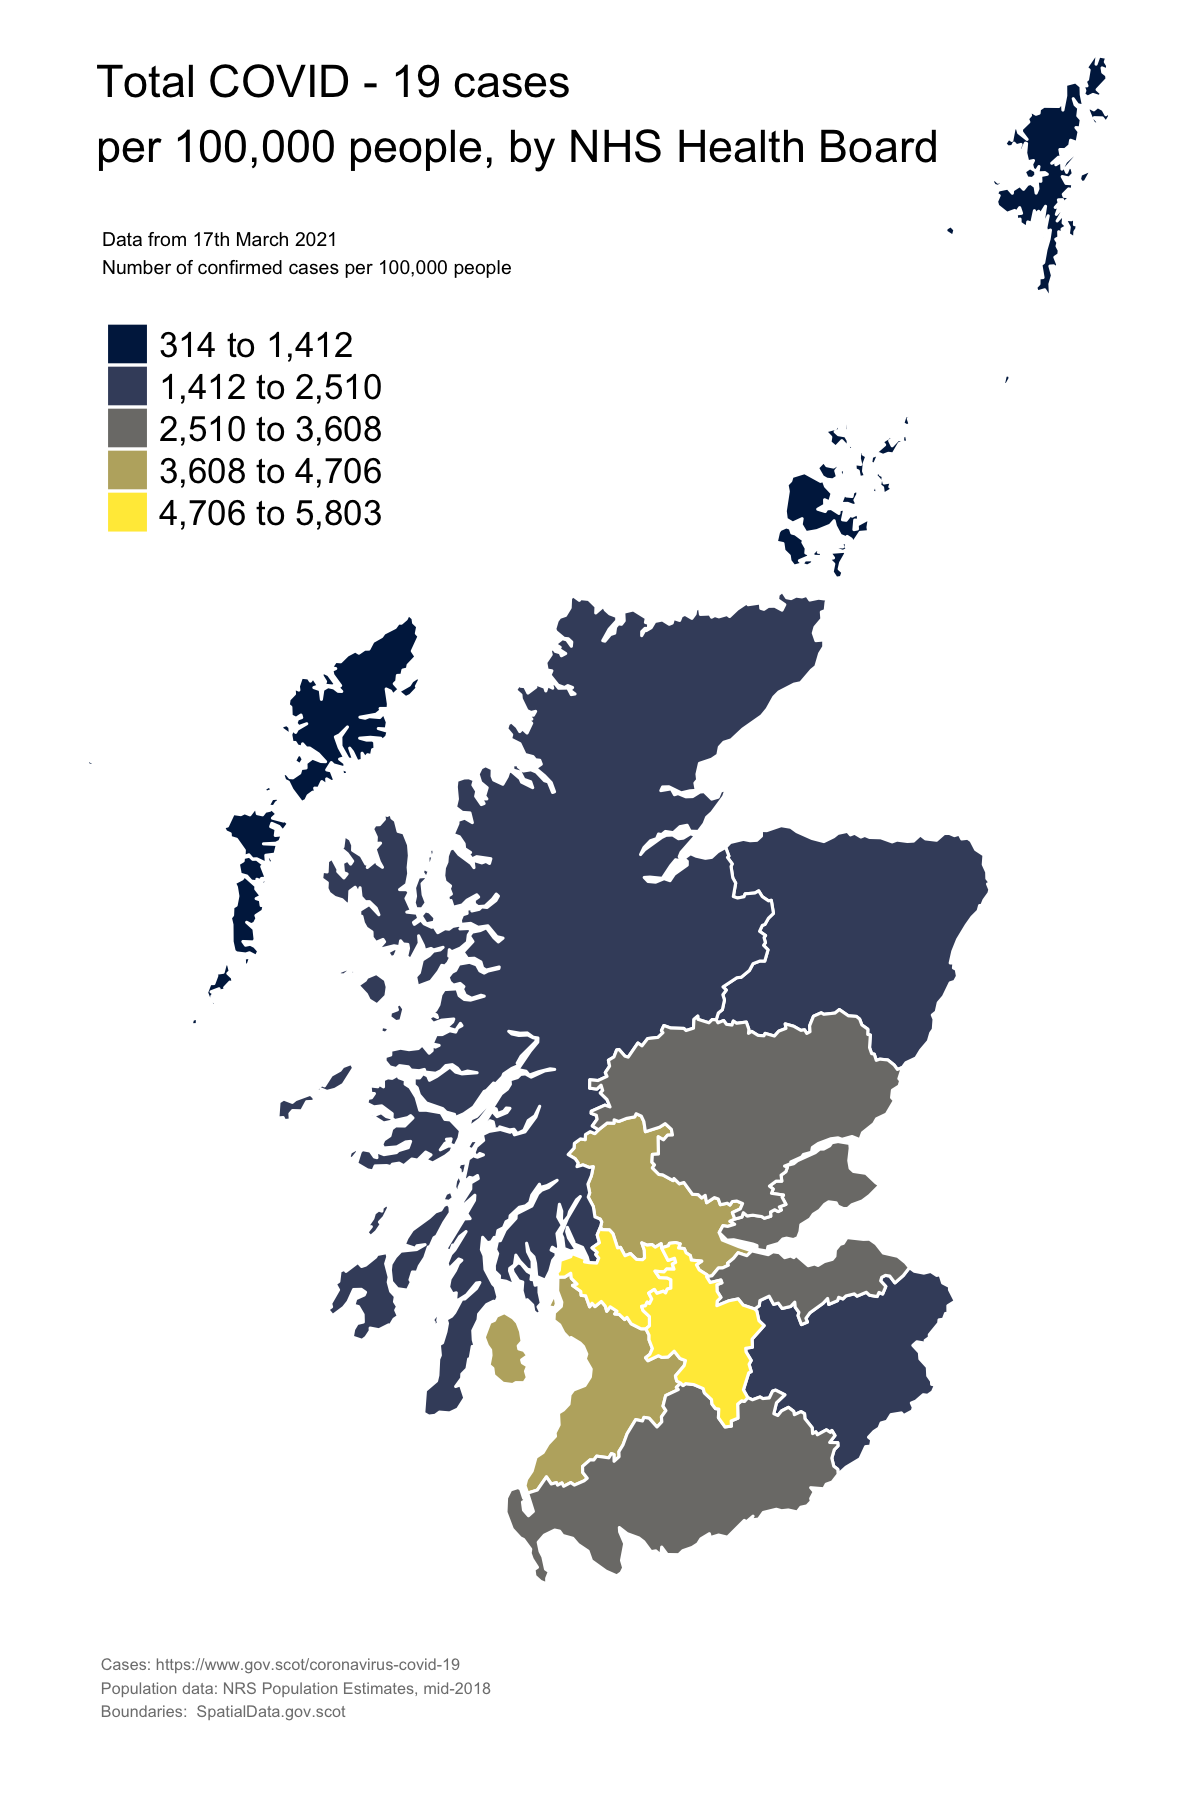 Total COVID - 19 cases
per 100,000 people, by NHS Health Board
Data from 17th March 2021
Number of confirmed cases per 100,000 people
314 to 1,412
1,412 to 2,510
2,510 to 3,608
3,608 to 4,706
4,706 to 5,803
Cases: https://www.gov.scot/coronavirus-covid-19
Population data: NRS Population Estimates, mid-2018
Boundaries:  SpatialData.gov.scot